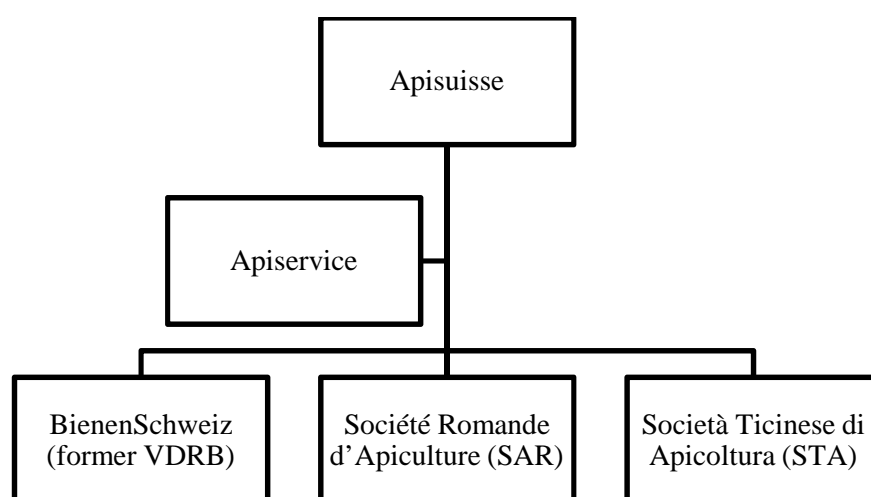 Apisuisse
Apiservice
BienenSchweiz
(former VDRB)
Société Romande
d’Apiculture (SAR)
Società Ticinese di
Apicoltura (STA)